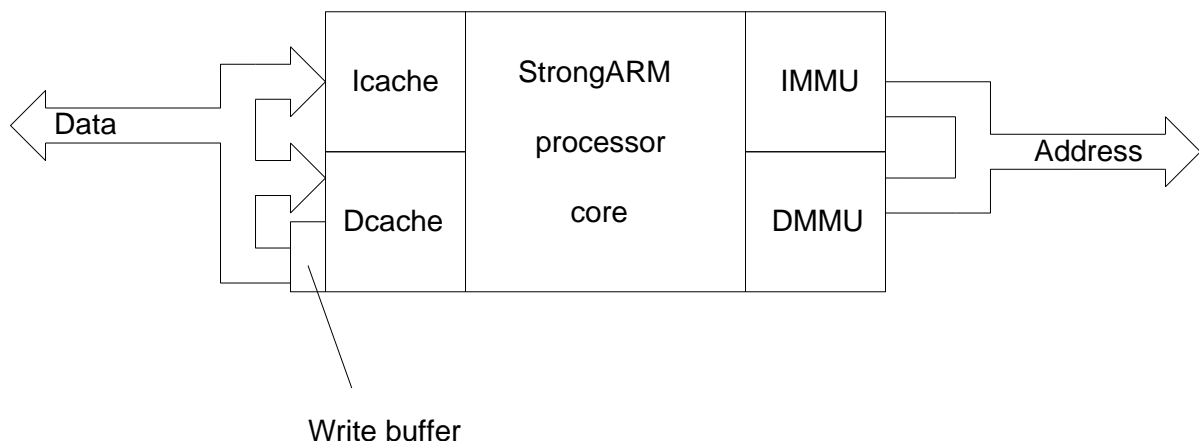 Icache
StrongARM
processor
core
IMMU
Data
Address
Dcache
DMMU
Write buffer